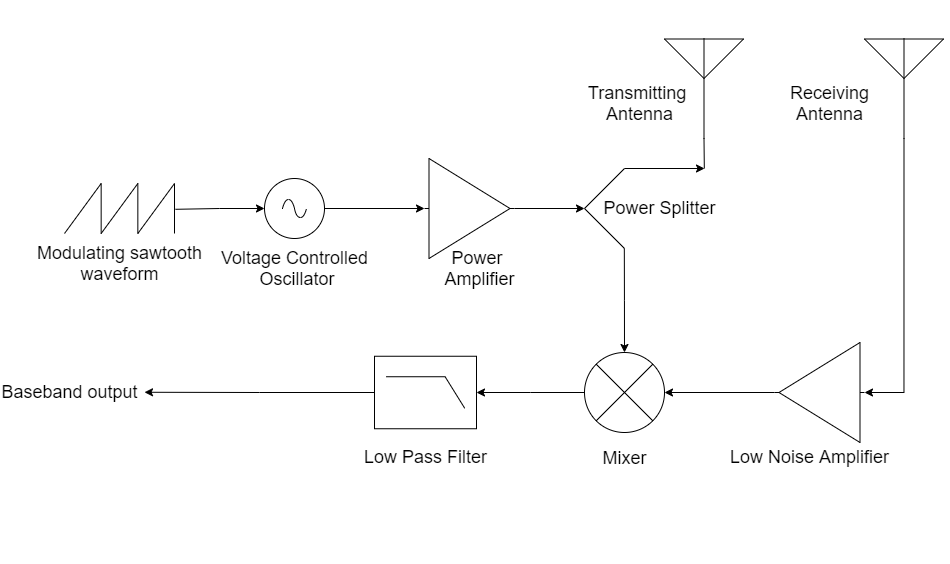 Transmitting
Antenna
Receiving
Antenna
Power Splitter
Modulating sawtooth
waveform
Voltage Controlled
Oscillator
Power
Amplifier
Baseband output
Low Pass Filter
Mixer
Low Noise Amplifier